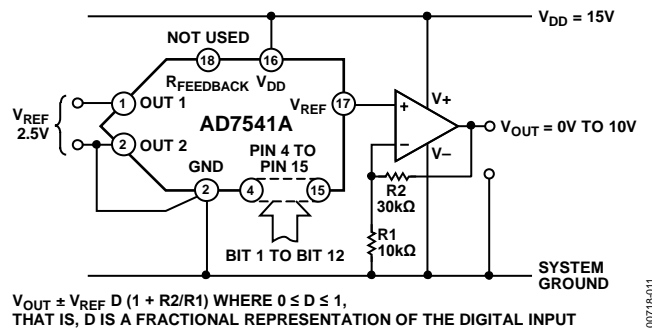 V_DD = 15V
NOT USED
18
16
R_FEEDBACK V_DD
V_REF
2.5V
1
OUT 1
V_REF
17
+
V+
AD7541A
V_OUT = 0V TO 10V
2
OUT 2
–
V–
GND
PIN 4 TO
PIN 15
2
4
15
R2
30kΩ
R1
10kΩ
BIT 1 TO BIT 12
SYSTEM
GROUND
V_OUT ± V_REF D (1 + R2/R1) WHERE 0 ≤ D ≤ 1,
THAT IS, D IS A FRACTIONAL REPRESENTATION OF THE DIGITAL INPUT
00718-011